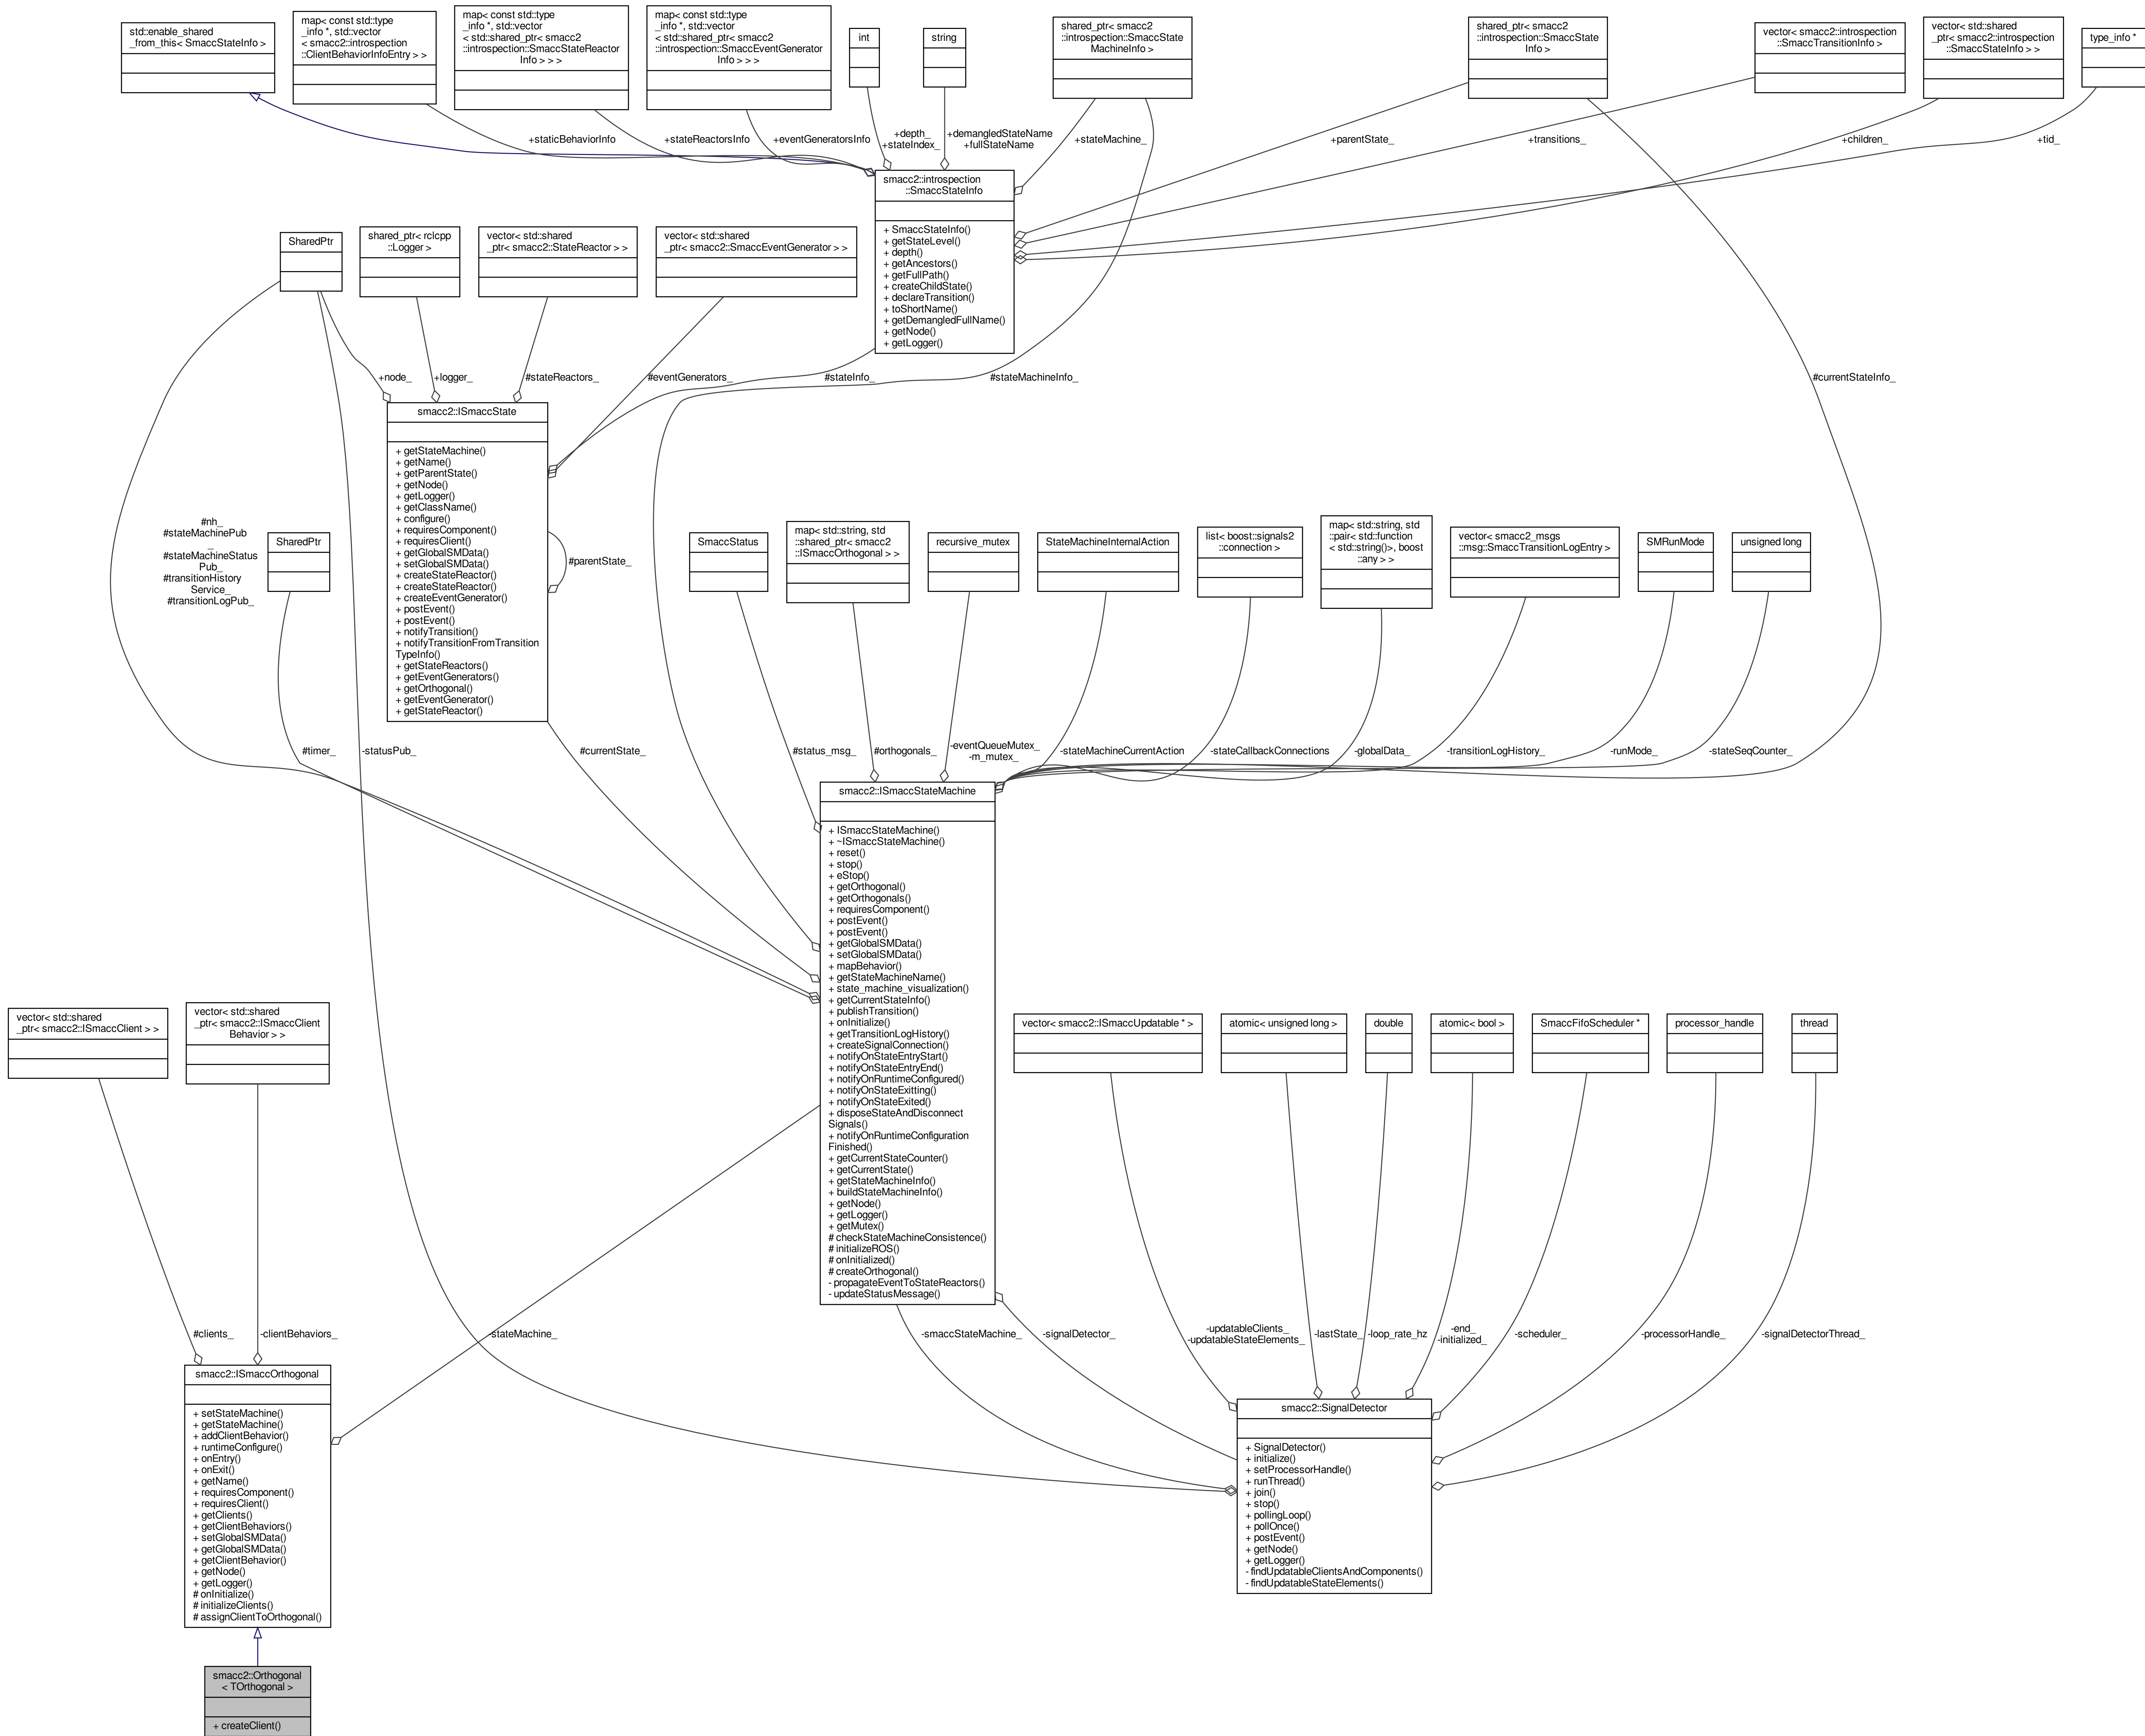 std::enable_shared
_from_this< SmaccStateInfo >
map< const std::type
_info *, std::vector
< smacc2::introspection
::ClientBehaviorInfoEntry > >
map< const std::type
_info *, std::vector
< std::shared_ptr< smacc2
::introspection::SmaccStateReactor
Info > > >
map< const std::type
_info *, std::vector
< std::shared_ptr< smacc2
::introspection::SmaccEventGenerator
Info > > >
int
string
shared_ptr< smacc2
::introspection::SmaccState
MachineInfo >
shared_ptr< smacc2
::introspection::SmaccState
Info >
vector< smacc2::introspection
::SmaccTransitionInfo >
vector< std::shared
_ptr< smacc2::introspection
::SmaccStateInfo > >
type_info *
+staticBehaviorInfo
+stateReactorsInfo
+eventGeneratorsInfo
+depth_
+stateIndex_
+demangledStateName
+fullStateName
+stateMachine_
+parentState_
+transitions_
+children_
+tid_
smacc2::introspection
::SmaccStateInfo
+ SmaccStateInfo()
+ getStateLevel()
+ depth()
+ getAncestors()
+ getFullPath()
+ createChildState()
+ declareTransition()
+ toShortName()
+ getDemangledFullName()
+ getNode()
+ getLogger()
SharedPtr
shared_ptr< rclcpp
::Logger >
vector< std::shared
_ptr< smacc2::StateReactor > >
vector< std::shared
_ptr< smacc2::SmaccEventGenerator > >
+node_
+logger_
#stateReactors_
#eventGenerators_
#stateInfo_
#stateMachineInfo_
#currentStateInfo_
smacc2::ISmaccState
+ getStateMachine()
+ getName()
+ getParentState()
+ getNode()
+ getLogger()
+ getClassName()
+ configure()
+ requiresComponent()
+ requiresClient()
+ getGlobalSMData()
+ setGlobalSMData()
+ createStateReactor()
+ createStateReactor()
+ createEventGenerator()
+ postEvent()
+ postEvent()
+ notifyTransition()
+ notifyTransitionFromTransition
TypeInfo()
+ getStateReactors()
+ getEventGenerators()
+ getOrthogonal()
+ getEventGenerator()
+ getStateReactor()
#parentState_
#nh_
#stateMachinePub
_
#stateMachineStatus
Pub_
#transitionHistory
Service_
#transitionLogPub_
SharedPtr
SmaccStatus
map< std::string, std
::shared_ptr< smacc2
::ISmaccOrthogonal > >
recursive_mutex
StateMachineInternalAction
list< boost::signals2
::connection >
map< std::string, std
::pair< std::function
< std::string()>, boost
::any > >
vector< smacc2_msgs
::msg::SmaccTransitionLogEntry >
SMRunMode
unsigned long
#timer_
-statusPub_
#currentState_
#status_msg_
#orthogonals_
-eventQueueMutex_
-m_mutex_
-stateMachineCurrentAction
-stateCallbackConnections
-globalData_
-transitionLogHistory_
-runMode_
-stateSeqCounter_
smacc2::ISmaccStateMachine
+ ISmaccStateMachine()
+ ~ISmaccStateMachine()
+ reset()
+ stop()
+ eStop()
+ getOrthogonal()
+ getOrthogonals()
+ requiresComponent()
+ postEvent()
+ postEvent()
+ getGlobalSMData()
+ setGlobalSMData()
+ mapBehavior()
+ getStateMachineName()
+ state_machine_visualization()
+ getCurrentStateInfo()
+ publishTransition()
+ onInitialize()
+ getTransitionLogHistory()
+ createSignalConnection()
+ notifyOnStateEntryStart()
+ notifyOnStateEntryEnd()
+ notifyOnRuntimeConfigured()
+ notifyOnStateExitting()
+ notifyOnStateExited()
+ disposeStateAndDisconnect
Signals()
+ notifyOnRuntimeConfiguration
Finished()
+ getCurrentStateCounter()
+ getCurrentState()
+ getStateMachineInfo()
+ buildStateMachineInfo()
+ getNode()
+ getLogger()
+ getMutex()
# checkStateMachineConsistence()
# initializeROS()
# onInitialized()
# createOrthogonal()
- propagateEventToStateReactors()
- updateStatusMessage()
vector< std::shared
_ptr< smacc2::ISmaccClient > >
vector< std::shared
_ptr< smacc2::ISmaccClient
Behavior > >
vector< smacc2::ISmaccUpdatable * >
atomic< unsigned long >
double
atomic< bool >
SmaccFifoScheduler *
processor_handle
thread
#clients_
-clientBehaviors_
-stateMachine_
-smaccStateMachine_
-signalDetector_
-updatableClients_
-updatableStateElements_
-lastState_
-loop_rate_hz
-end_
-initialized_
-scheduler_
-processorHandle_
-signalDetectorThread_
smacc2::ISmaccOrthogonal
+ setStateMachine()
+ getStateMachine()
+ addClientBehavior()
+ runtimeConfigure()
+ onEntry()
+ onExit()
+ getName()
+ requiresComponent()
+ requiresClient()
+ getClients()
+ getClientBehaviors()
+ setGlobalSMData()
+ getGlobalSMData()
+ getClientBehavior()
+ getNode()
+ getLogger()
# onInitialize()
# initializeClients()
# assignClientToOrthogonal()
smacc2::SignalDetector
+ SignalDetector()
+ initialize()
+ setProcessorHandle()
+ runThread()
+ join()
+ stop()
+ pollingLoop()
+ pollOnce()
+ postEvent()
+ getNode()
+ getLogger()
- findUpdatableClientsAndComponents()
- findUpdatableStateElements()
smacc2::Orthogonal
< TOrthogonal >
+ createClient()